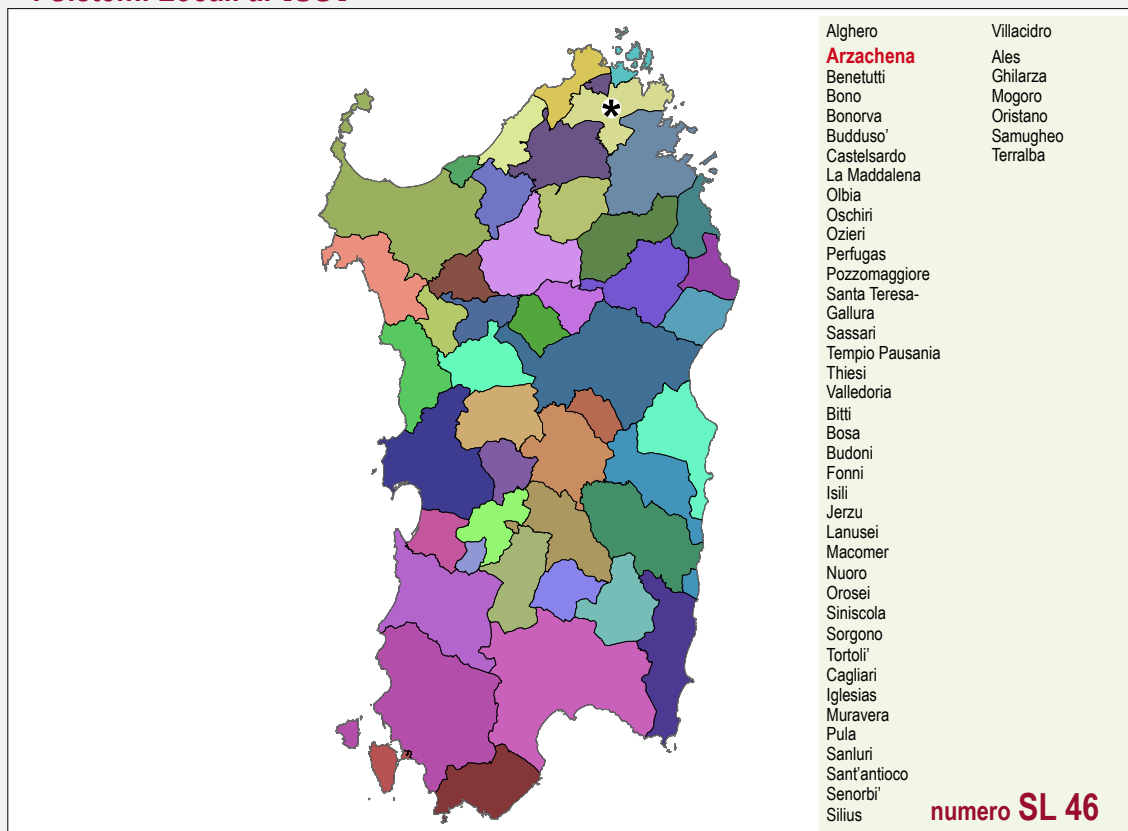 Alghero
Arzachena
Benetutti
Bono
Bonorva
Budduso’
Castelsardo
La Maddalena
Olbia
Oschiri
Ozieri
Perfugas
Pozzomaggiore
Santa Teresa-
Gallura
Sassari
Tempio Pausania
Thiesi
Valledoria
Bitti
Bosa
Budoni
Fonni
Isili
Jerzu
Lanusei
Macomer
Nuoro
Orosei
Siniscola
Sorgono
Tortoli’
Cagliari
Iglesias
Muravera
Pula
Sanluri
Sant’antioco
Senorbi’
Silius
Villacidro
Ales
Ghilarza
Mogoro
Oristano
Samugheo
Terralba
*
numero SL 46